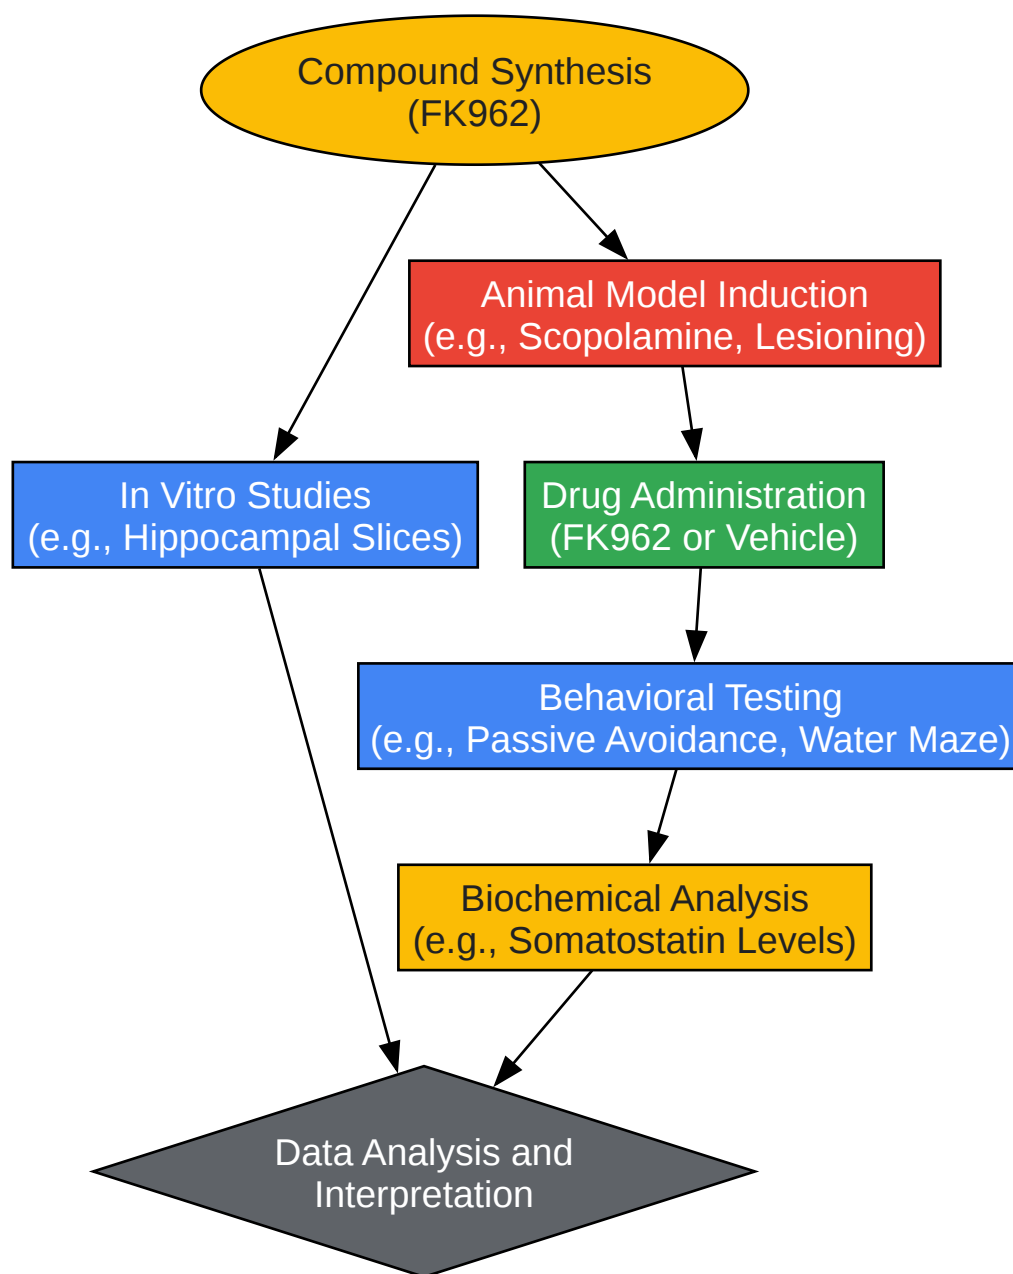 Compound Synthesis
(FK962)
Animal Model Induction
(e.g., Scopolamine, Lesioning)
In Vitro Studies
(e.g., Hippocampal Slices)
Drug Administration
(FK962 or Vehicle)
Behavioral Testing
(e.g., Passive Avoidance, Water Maze)
Biochemical Analysis
(e.g., Somatostatin Levels)
Data Analysis and
Interpretation